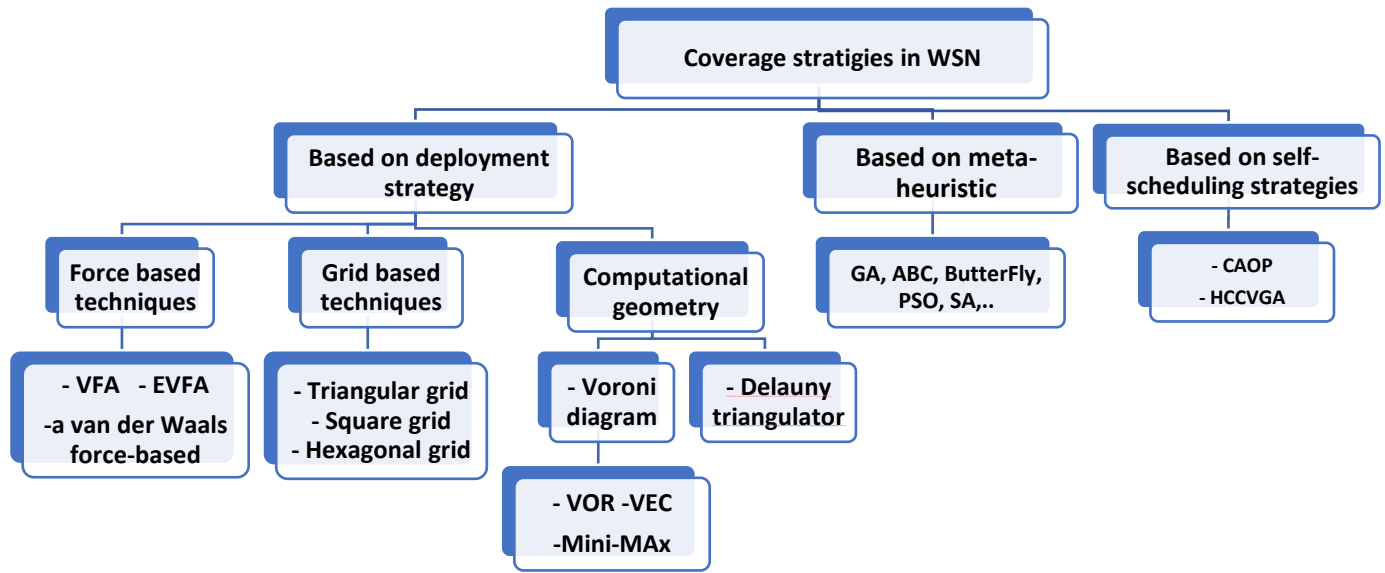 Coverage stratigies in WSN
Based on deployment
strategy
Based on meta-
heuristic
Based on self-
scheduling strategies
Force based
techniques
Grid based
techniques
Computational
geometry
GA, ABC, ButterFly,
PSO, SA,..
- CAOP
- HCCVGA
- VFA - EVFA
-a van der Waals
force-based
- Triangular grid
- Square grid
- Hexagonal grid
- Voroni
diagram
- Delauny
triangulator
- VOR -VEC
-Mini-MAx